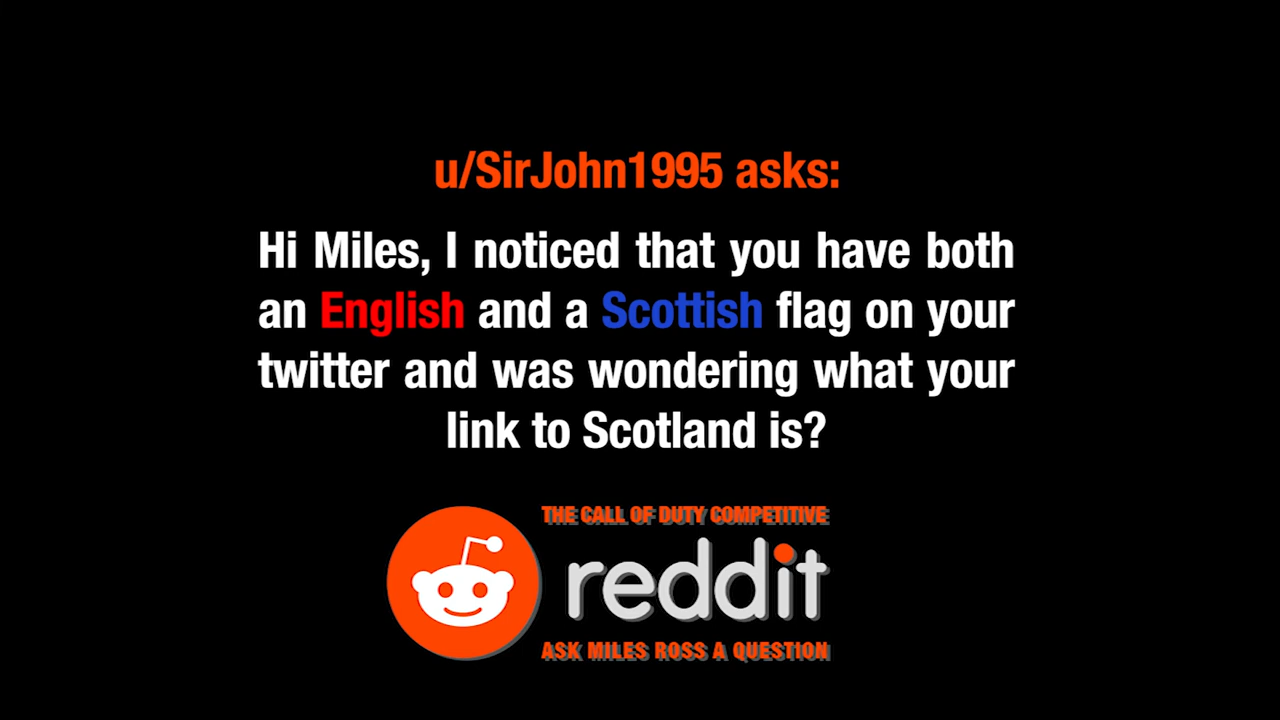 u/SirJohn1995 asks:
Hi Miles, I noticed that you have both
an English and a Scottish flag on your
twitter and was wondering what your
link to Scotland is?
THE CALL OF DUTY COMPETITIVE
reddit
ASK MILES ROSS A QUESTION